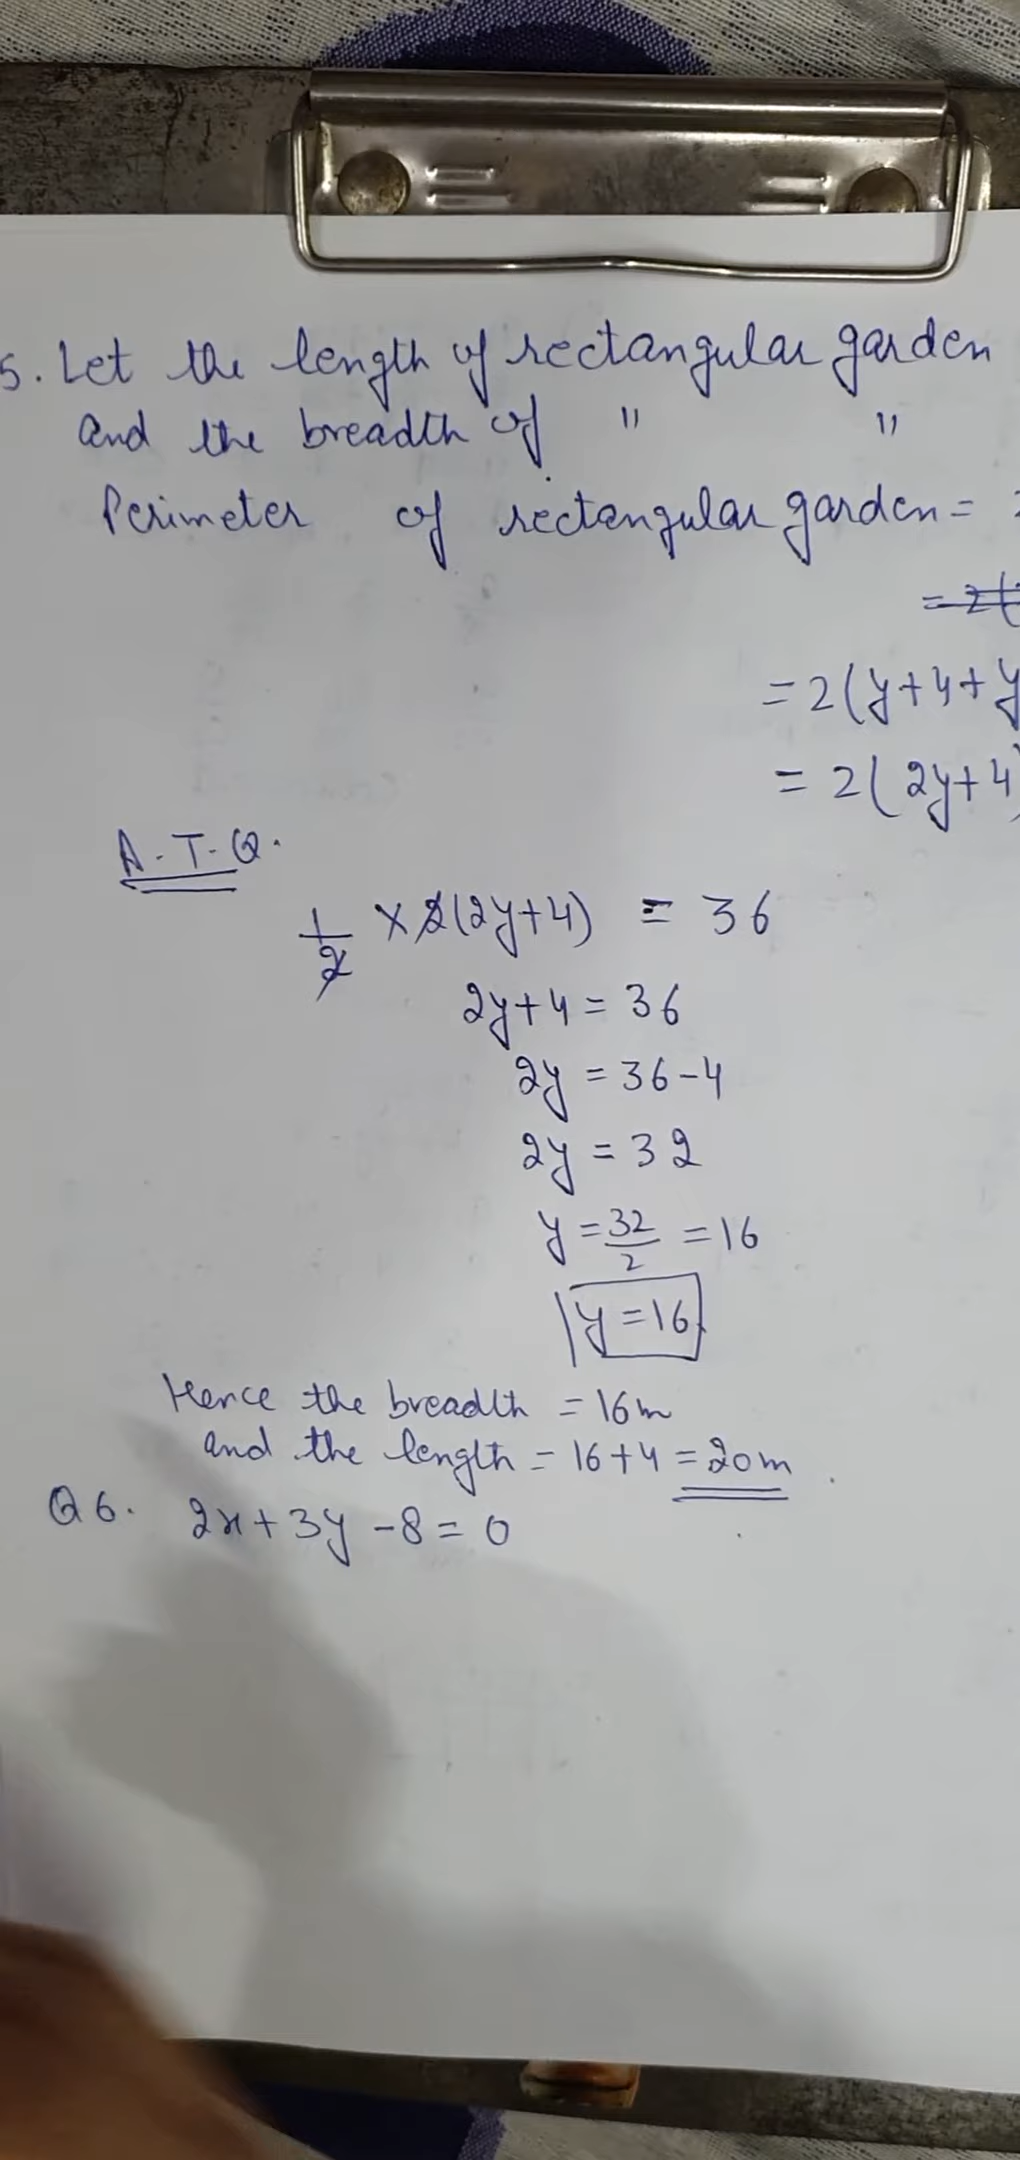 5. Let the length of rectangular garden
and the breadth of " "
Perimeter of rectangular garden =
= 2(
= 2(y+4+y
= 2(2y+4)
A.T.Q.
1/2 × 2(2y+4) = 36
2y+4 = 36
2y = 36-4
2y = 32
y = 32/2 = 16
y = 16
Hence the breadth = 16m
and the length = 16+4 = 20m
Q6. 2x+3y-8=0